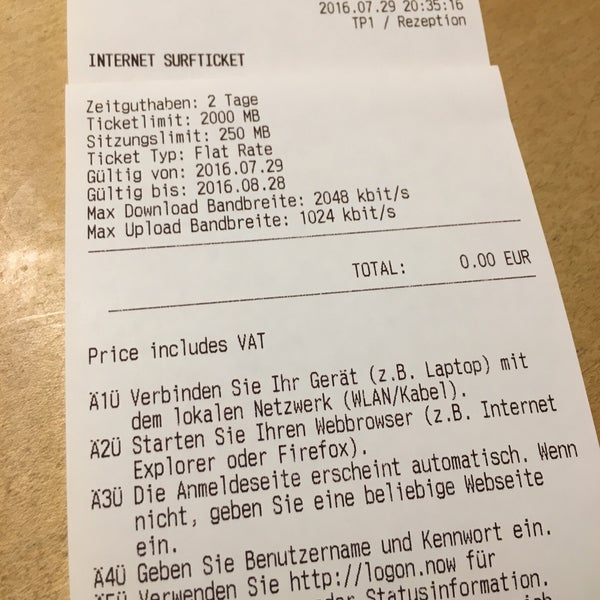 2016.07.29 20:35:16
TP1 / Rezeption
INTERNET SURFTICKET
Zeitguthaben: 2 Tage
Ticketlimit: 2000 MB
Sitzungslimit: 250 MB
Ticket Typ: Flat Rate
Gültig von: 2016.07.29
Gültig bis: 2016.08.28
Max Download Bandbreite: 2048 kbit/s
Max Upload Bandbreite: 1024 kbit/s
TOTAL: 0.00 EUR
Price includes VAT
Ä1Ü Verbinden Sie Ihr Gerät (z.B. Laptop) mit
dem lokalen Netzwerk (WLAN/Kabel).
Ä2Ü Starten Sie Ihren Webbrowser (z.B. Internet
Explorer oder Firefox).
Ä3Ü Die Anmeldeseite erscheint automatisch. Wenn
nicht, geben Sie eine beliebige Webseite
ein.
Ä4Ü Geben Sie Benutzername und Kennwort ein.
Ä5Ü Verwenden Sie http://logon.now für
der Statusinformation.